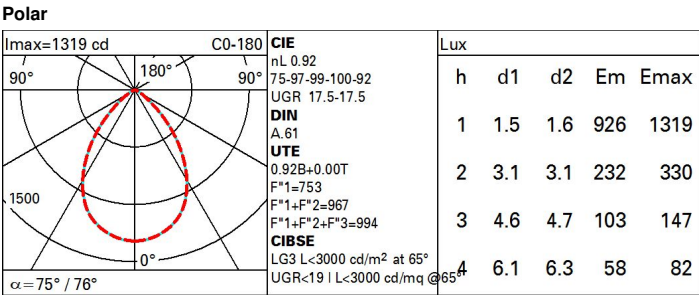 Polar
Imax=1319 cd C0-180
90° 180° 90°
1500
0°
α=75° / 76°
CIE
nL 0.92
75-97-99-100-92
UGR 17.5-17.5
DIN
A.61
UTE
0.92B+0.00T
F"1=753
F"1+F"2=967
F"1+F"2+F"3=994
CIBSE
LG3 L<3000 cd/m² at 65°
UGR<19 | L<3000 cd/mq @65°
Lux
h d1 d2 Em Emax
1 1.5 1.6 926 1319
2 3.1 3.1 232 330
3 4.6 4.7 103 147
4 6.1 6.3 58 82